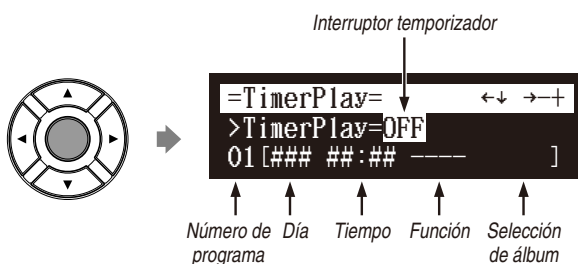 Interruptor temporizador
=TimerPlay= ←↓ →−+
>TimerPlay=OFF
01[### ##:## ---- ]
Número de programa
Día
Tiempo
Función
Selección de álbum